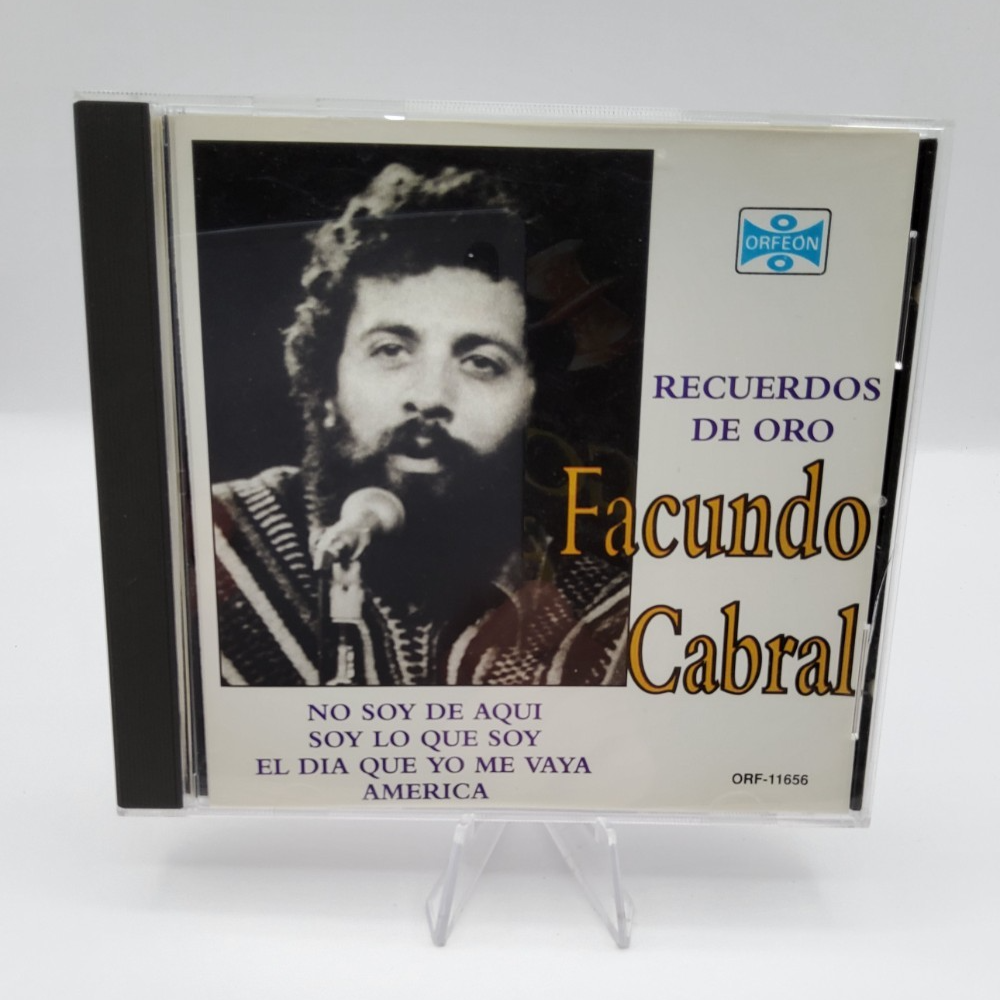 ORFEÓN
RECUERDOS
DE ORO
Facundo
Cabral
NO SOY DE AQUI
SOY LO QUE SOY
EL DIA QUE YO ME VAYA
AMERICA
ORF-11656